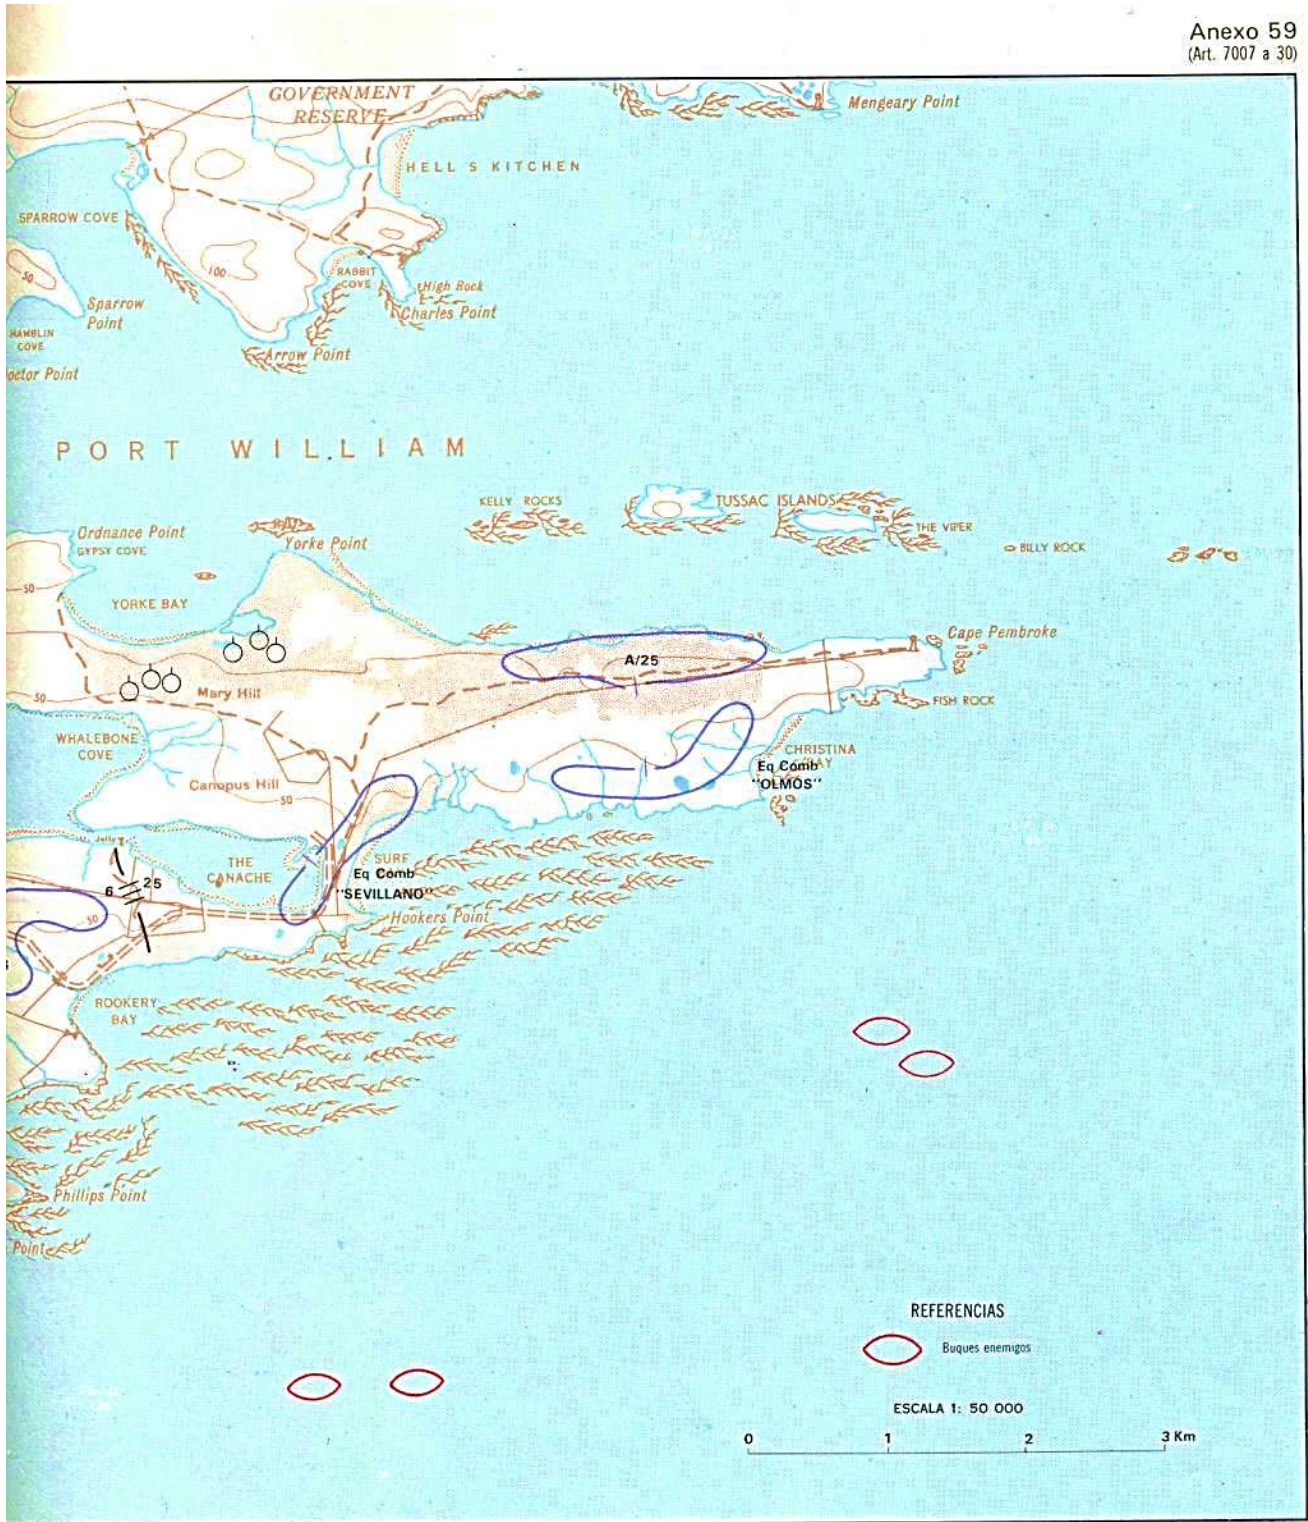 Anexo 59
(Art. 7007 a 30)
GOVERNMENT
RESERVE
Mengeary Point
HELL S KITCHEN
SPARROW COVE
50
100
RABBIT
COVE
High Rock
Charles Point
Sparrow
Point
HAMBLIN
COVE
Arrow Point
octor Point
PORT WILLIAM
KELLY ROCKS
TUSSAC ISLANDS
THE VIPER
Ordnance Point
GYPSY COVE
Yorke Point
BILLY ROCK
50
YORKE BAY
Cape Pembroke
A/25
50
Mary Hill
FISH ROCK
WHALEBONE
COVE
CHRISTINA
BAY
Eq Comb
"OLMOS"
Canopus Hill
50
Jelly
THE
CANACHE
SURF
Eq Comb
"SEVILLANO"
6
25
50
Hookers Point
ROOKERY
BAY
Phillips Point
Point
REFERENCIAS
Buques enemigos
ESCALA 1: 50 000
0 1 2 3 Km